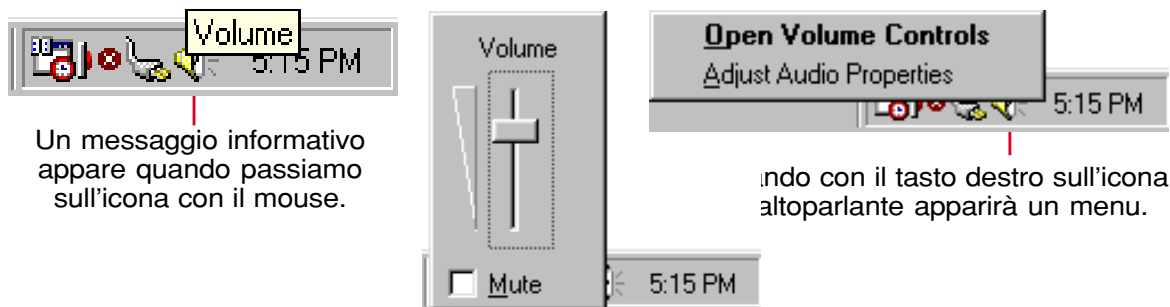 Volume
5:15 PM
Un messaggio informativo
appare quando passiamo
sull'icona con il mouse.
Volume
Mute
5:15 PM
Open Volume Controls
Adjust Audio Properties
5:15 PM
con il tasto destro sull'icona
altoparlante apparirà un menu.